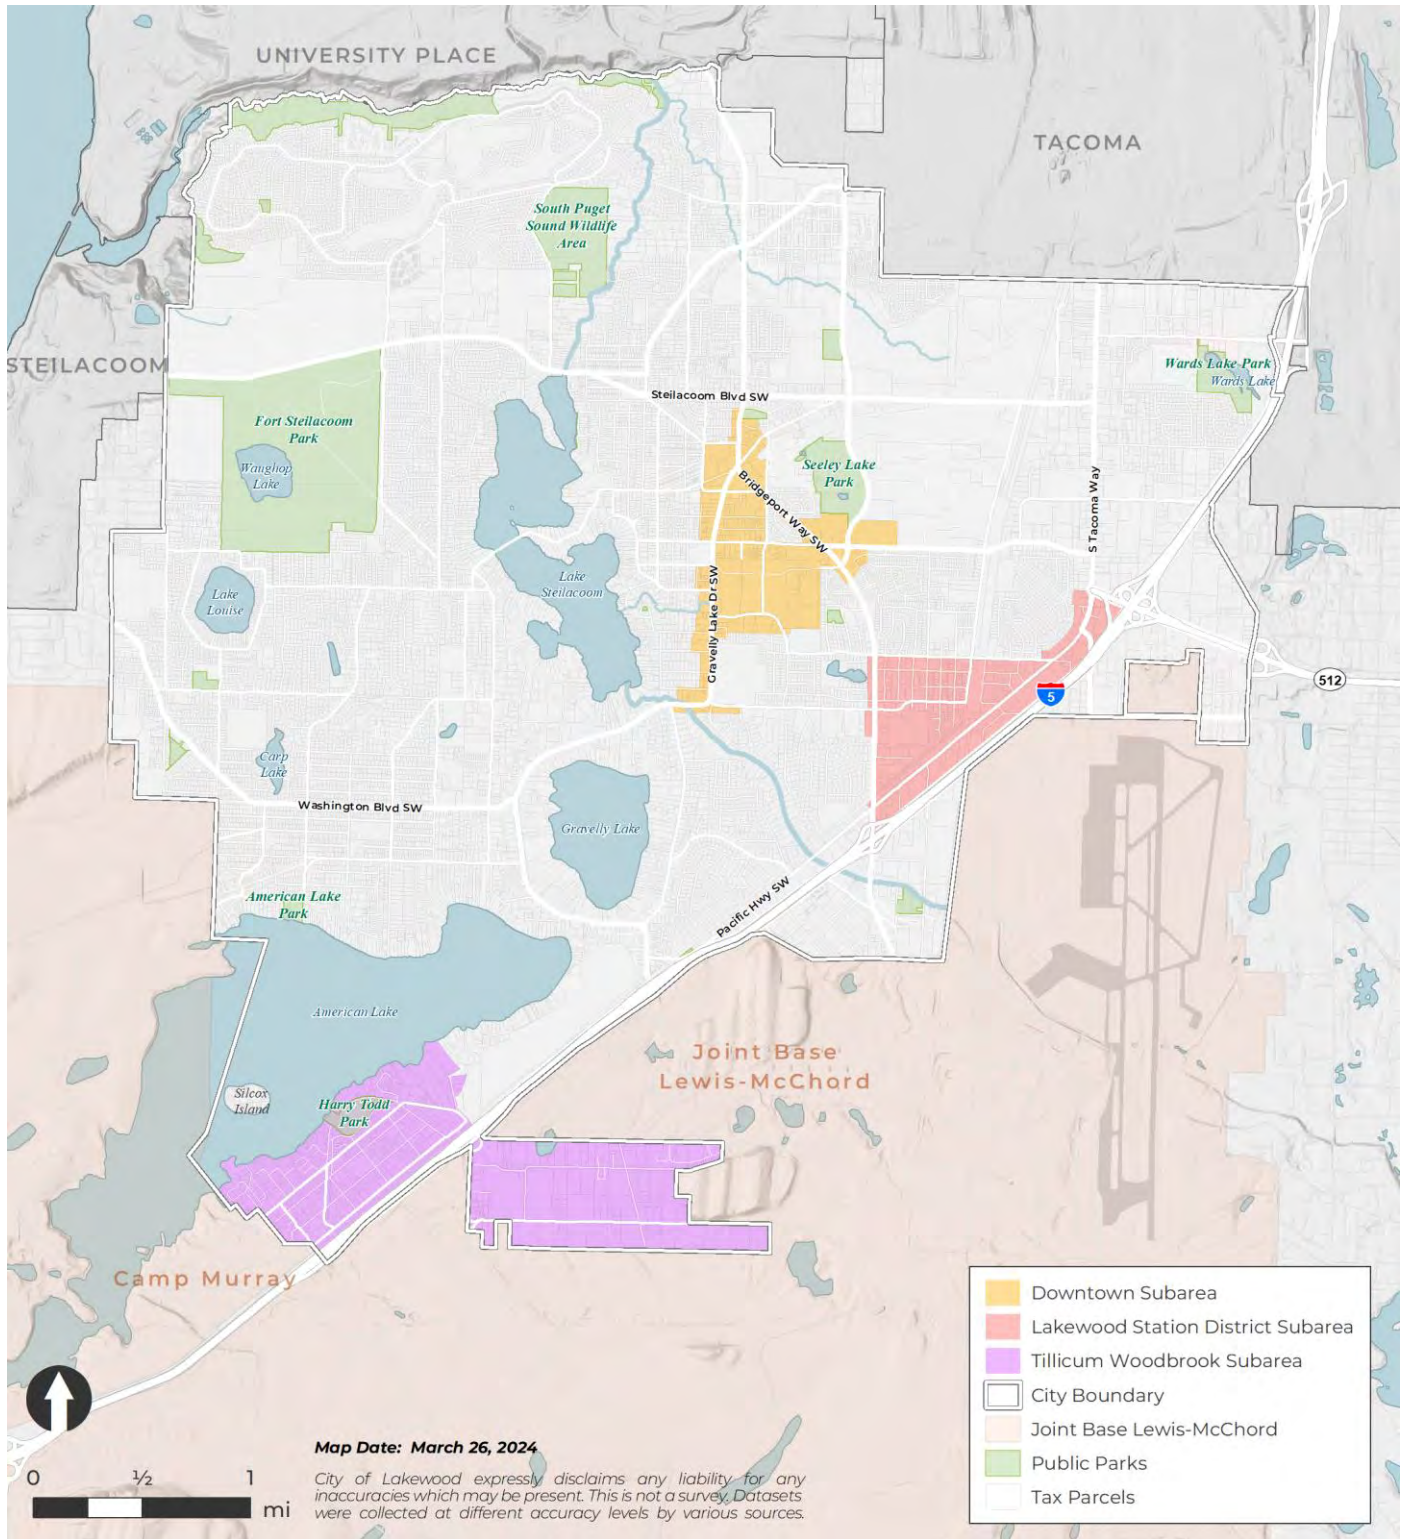 UNIVERSITY PLACE
TACOMA
South Puget
Sound Wildlife
Area
STEILACOOM
Wards Lake Park
Wards Lake
Steilacoom Blvd SW
Fort Steilacoom
Park
Waughop
Lake
Seeley Lake
Park
Bridgeport Way SW
S Tacoma Way
Lake
Steilacoom
Lake
Louise
Gravelly Lake Dr SW
512
5
Carp
Lake
Washington Blvd SW
Gravelly Lake
American Lake
Park
Pacific Hwy SW
American Lake
Joint Base
Lewis-McChord
Silcox
Island
Harry Todd
Park
Camp Murray
Downtown Subarea
Lakewood Station District Subarea
Tillicum Woodbrook Subarea
City Boundary
Joint Base Lewis-McChord
Public Parks
Tax Parcels
Map Date: March 26, 2024
City of Lakewood expressly disclaims any liability for any
inaccuracies which may be present. This is not a survey. Datasets
were collected at different accuracy levels by various sources.
0 ½ 1
mi